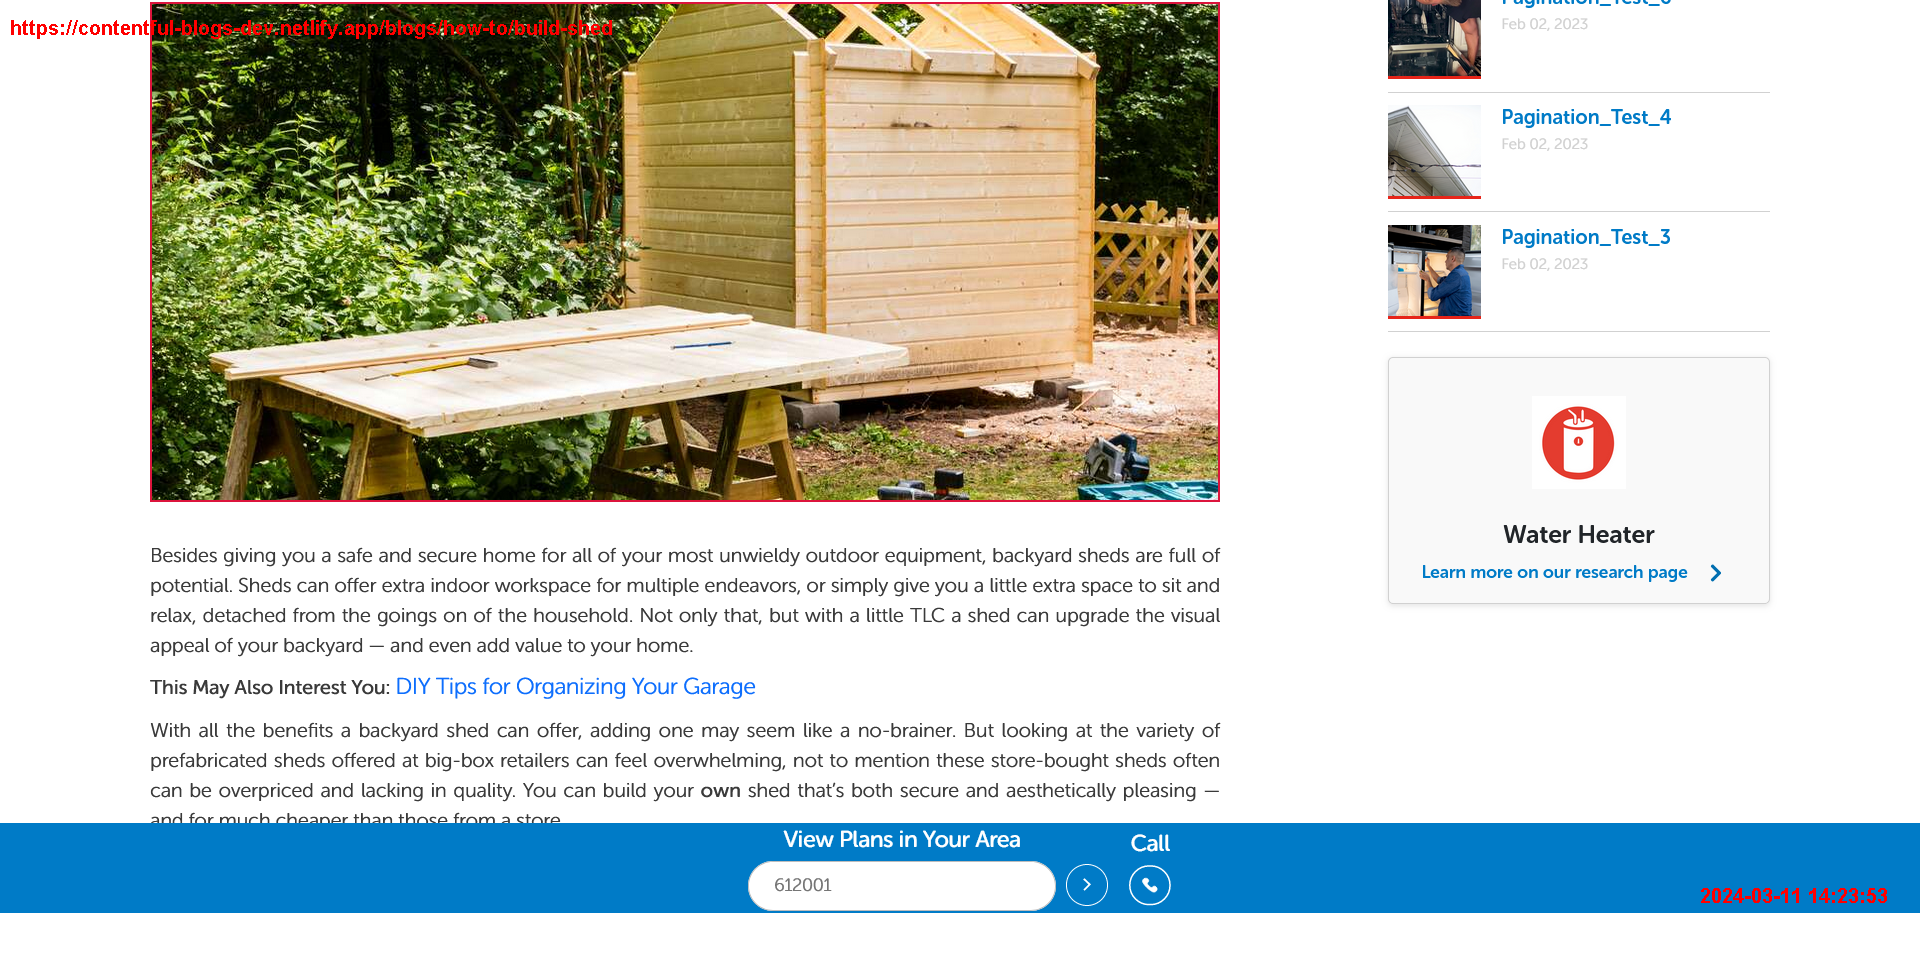 https://contentful-blogs-dev.netlify.app/blogs/how-to/build-shed
Feb 02, 2023
Pagination_Test_4
Feb 02, 2023
Pagination_Test_3
Feb 02, 2023
Water Heater
Learn more on our research page
Besides giving you a safe and secure home for all of your most unwieldy outdoor equipment, backyard sheds are full of
potential. Sheds can offer extra indoor workspace for multiple endeavors, or simply give you a little extra space to sit and
relax, detached from the goings on of the household. Not only that, but with a little TLC a shed can upgrade the visual
appeal of your backyard — and even add value to your home.
This May Also Interest You: DIY Tips for Organizing Your Garage
With all the benefits a backyard shed can offer, adding one may seem like a no-brainer. But looking at the variety of
prefabricated sheds offered at big-box retailers can feel overwhelming, not to mention these store-bought sheds often
can be overpriced and lacking in quality. You can build your own shed that’s both secure and aesthetically pleasing —
and for much cheaper than those from a store.
View Plans in Your Area
Call
612001
2024-03-11 14:23:53